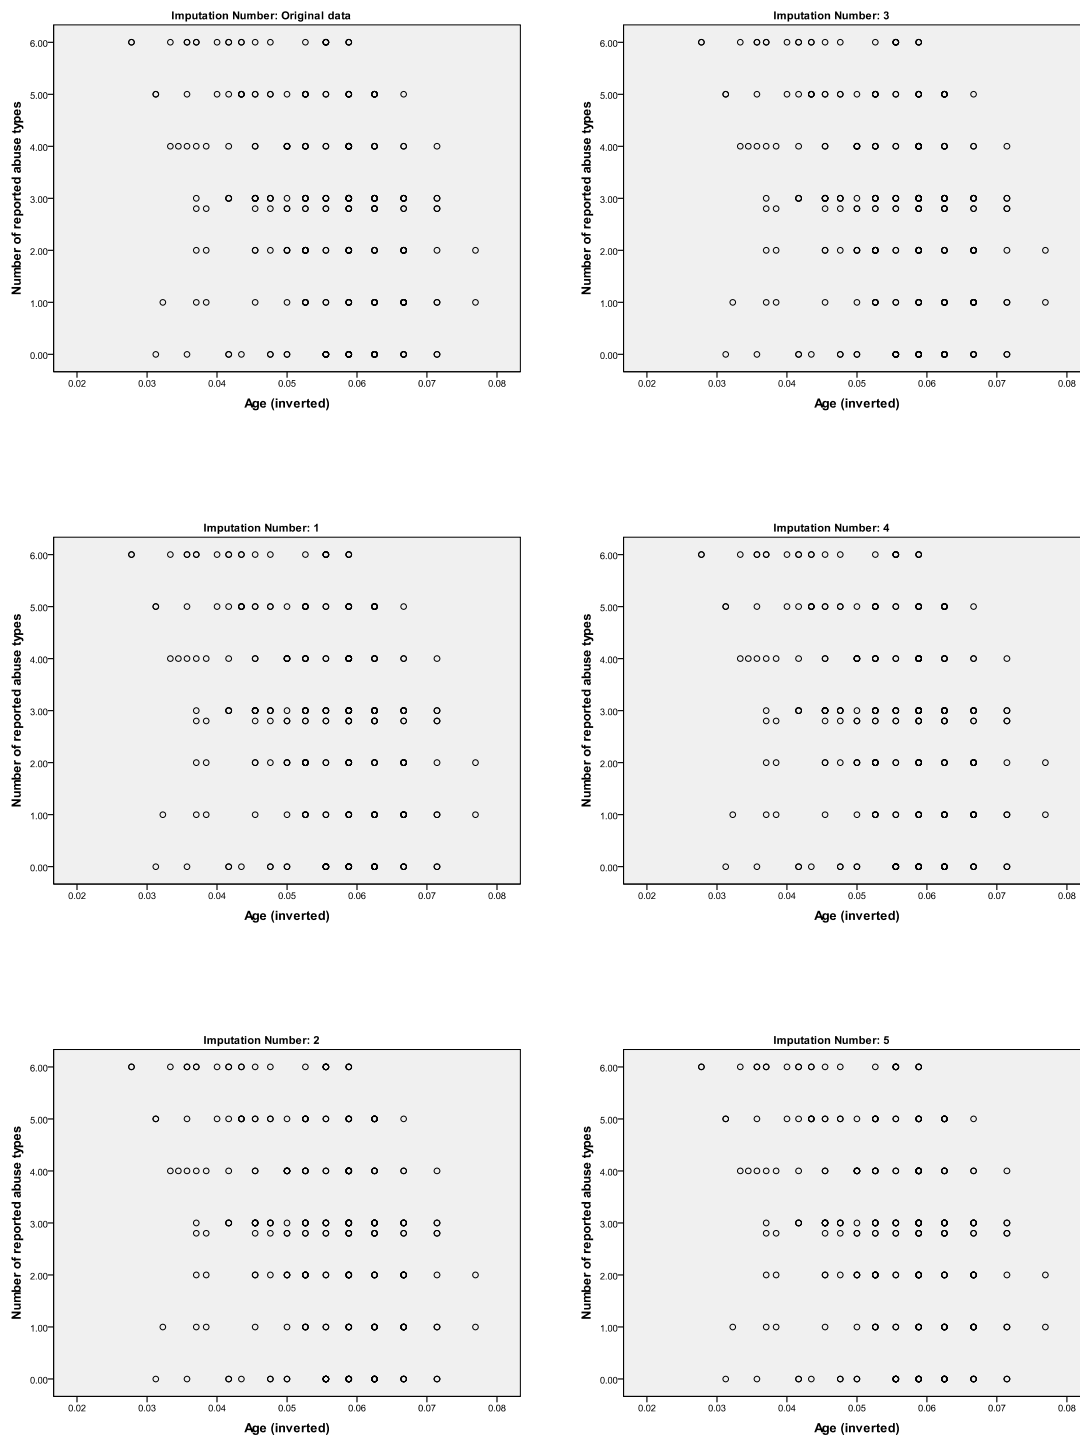 Imputation Number: Original data
Number of reported abuse types
6.00
5.00
4.00
3.00
2.00
1.00
0.00
0.02 0.03 0.04 0.05 0.06 0.07 0.08
Age (inverted)
Imputation Number: 3
Number of reported abuse types
6.00
5.00
4.00
3.00
2.00
1.00
0.00
0.02 0.03 0.04 0.05 0.06 0.07 0.08
Age (inverted)
Imputation Number: 1
Number of reported abuse types
6.00
5.00
4.00
3.00
2.00
1.00
0.00
0.02 0.03 0.04 0.05 0.06 0.07 0.08
Age (inverted)
Imputation Number: 4
Number of reported abuse types
6.00
5.00
4.00
3.00
2.00
1.00
0.00
0.02 0.03 0.04 0.05 0.06 0.07 0.08
Age (inverted)
Imputation Number: 2
Number of reported abuse types
6.00
5.00
4.00
3.00
2.00
1.00
0.00
0.02 0.03 0.04 0.05 0.06 0.07 0.08
Age (inverted)
Imputation Number: 5
Number of reported abuse types
6.00
5.00
4.00
3.00
2.00
1.00
0.00
0.02 0.03 0.04 0.05 0.06 0.07 0.08
Age (inverted)